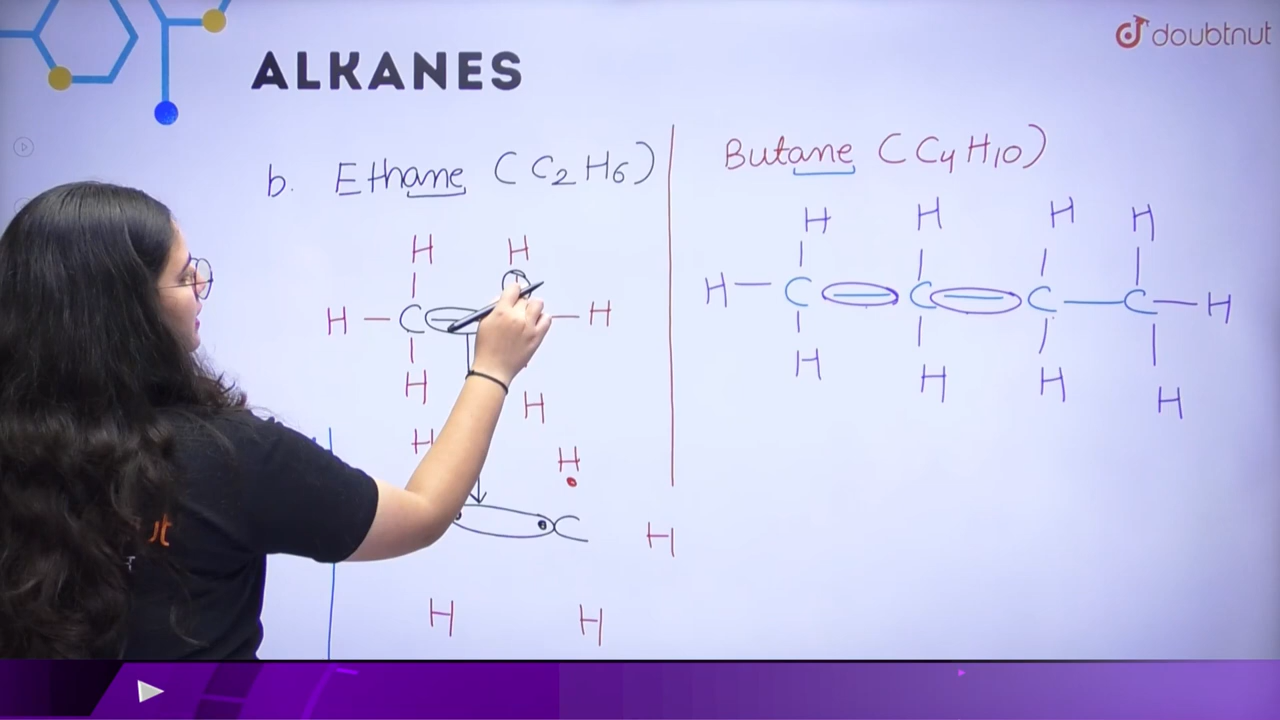 doubtnut
ALKANES
b. Ethane (C2H6)
H H
H — C — H
H H
H H
C
H
H H
Butane (C4H10)
H H H H
H — C — C — C — C — H
H H H H